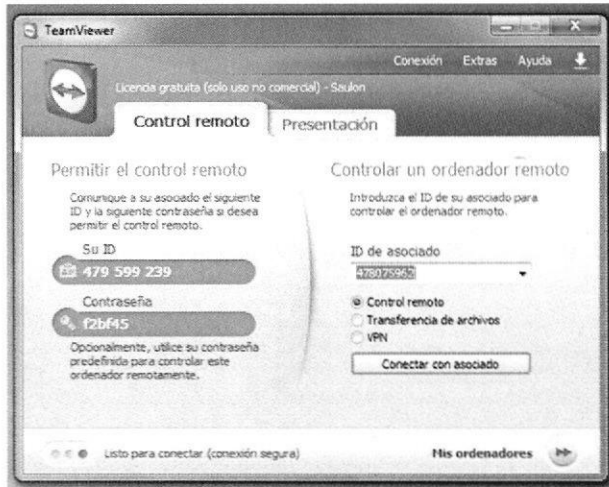 TeamViewer
Conexión Extras Ayuda
Licencia gratuita (solo uso no comercial) - Saulon
Control remoto Presentación
Permitir el control remoto
Comunique a su asociado el siguiente
ID y la siguiente contraseña si desea
permitir el control remoto.
Su ID
479 599 239
Contraseña
f2bf45
Opcionalmente, utilice su contraseña
predefinida para controlar este
ordenador remotamente.
Controlar un ordenador remoto
Introduzca el ID de su asociado para
controlar el ordenador remoto.
ID de asociado
478075962
Control remoto
Transferencia de archivos
VPN
Conectar con asociado
Listo para conectar (conexión segura)
Mis ordenadores